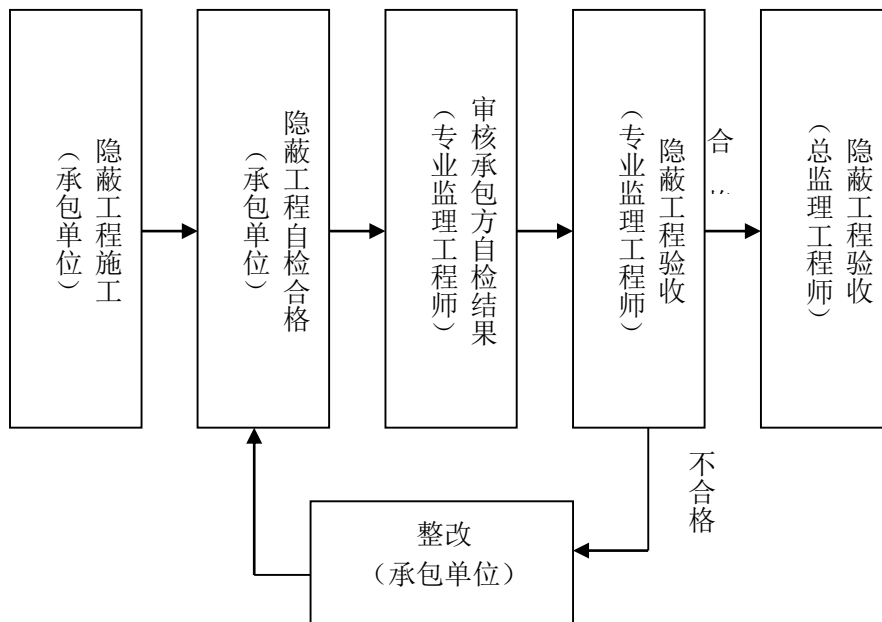 隐蔽工程施工
（承包单位）
隐蔽工程自检合格
（承包单位）
审核承包方自检结果
（专业监理工程师）
隐蔽工程验收
（专业监理工程师）
合
隐蔽工程验收
（总监理工程师）
不合格
整改
（承包单位）